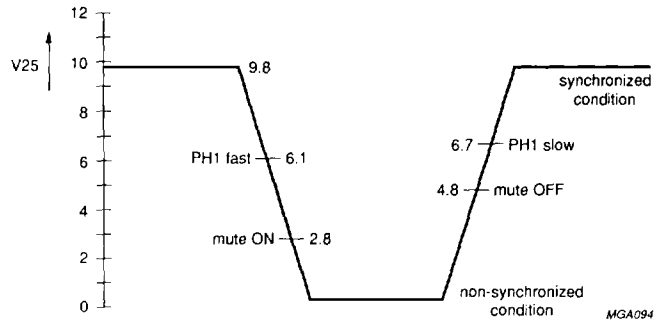 12
V25
10
9.8
synchronized
condition
8
6.7 PH1 slow
PH1 fast 6.1
6
4.8 mute OFF
4
mute ON 2.8
2
non-synchronized
condition
0
MGA094